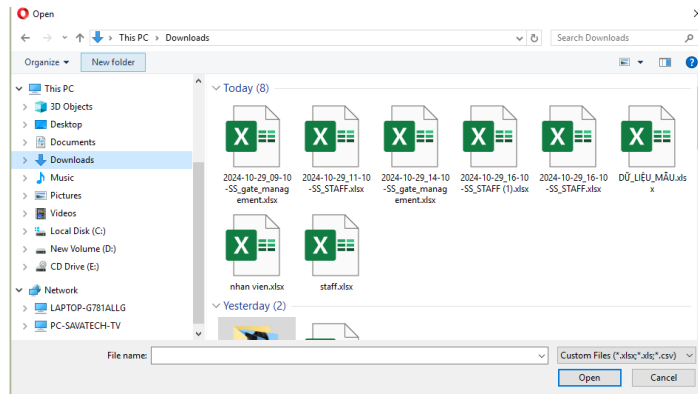 Open
This PC > Downloads
Search Downloads
Organize
New folder
This PC
3D Objects
Desktop
Documents
Downloads
Music
Pictures
Videos
Local Disk (C:)
New Volume (D:)
CD Drive (E:)
Network
LAPTOP-G781ALLG
PC-SAVATECH-TV
Today (8)
2024-10-29_09-10
-SS_gate_manag
ement.xlsx
2024-10-29_11-10
-SS_STAFF.xlsx
2024-10-29_14-10
-SS_gate_manag
ement.xlsx
2024-10-29_16-10
-SS_STAFF (1).xlsx
2024-10-29_16-10
-SS_STAFF.xlsx
DỮ_LIỆU_MẪU.xls
x
nhan vien.xlsx
staff.xlsx
Yesterday (2)
File name:
Custom Files (*.xlsx;*.xls;*.csv)
Open
Cancel